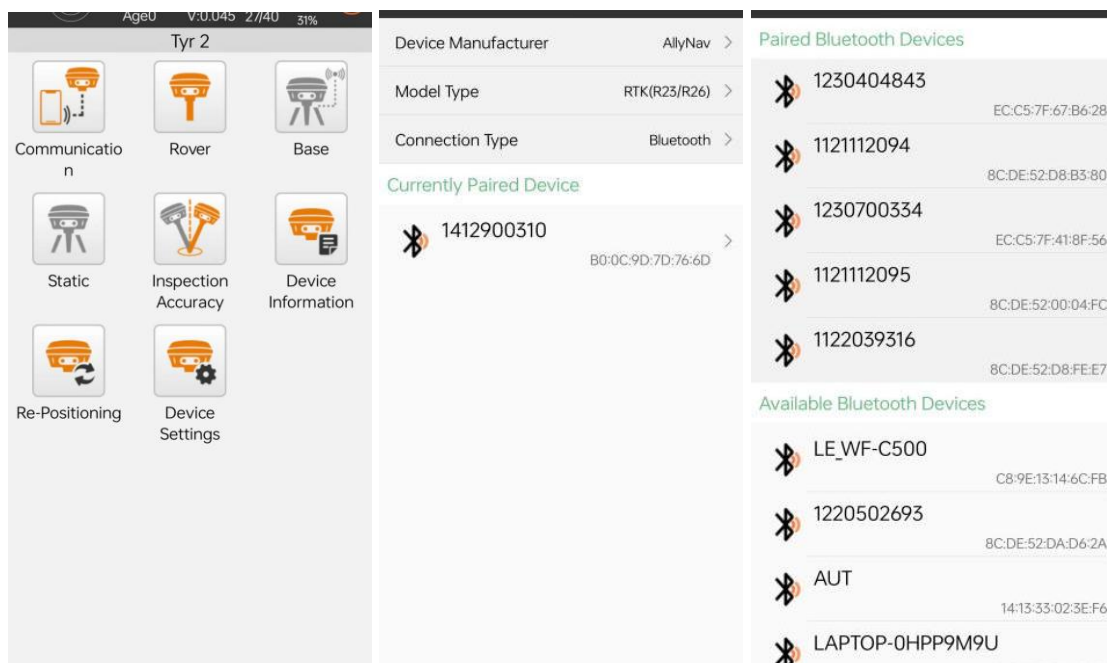 Age0 V:0.045 27/40 31%
Tyr 2
Communicatio
n
Rover
Base
Static
Inspection
Accuracy
Device
Information
Re-Positioning
Device
Settings
Device Manufacturer AllyNav >
Model Type RTK(R23/R26) >
Connection Type Bluetooth >
Currently Paired Device
1412900310
B0:0C:9D:7D:76:6D
Paired Bluetooth Devices
1230404843
EC:C5:7F:67:B6:28
1121112094
8C:DE:52:D8:B3:80
1230700334
EC:C5:7F:41:8F:56
1121112095
8C:DE:52:00:04:FC
1122039316
8C:DE:52:D8:FE:E7
Available Bluetooth Devices
LE_WF-C500
C8:9E:13:14:6C:FB
1220502693
8C:DE:52:DA:D6:2A
AUT
14:13:33:02:3E:F6
LAPTOP-0HPP9M9U